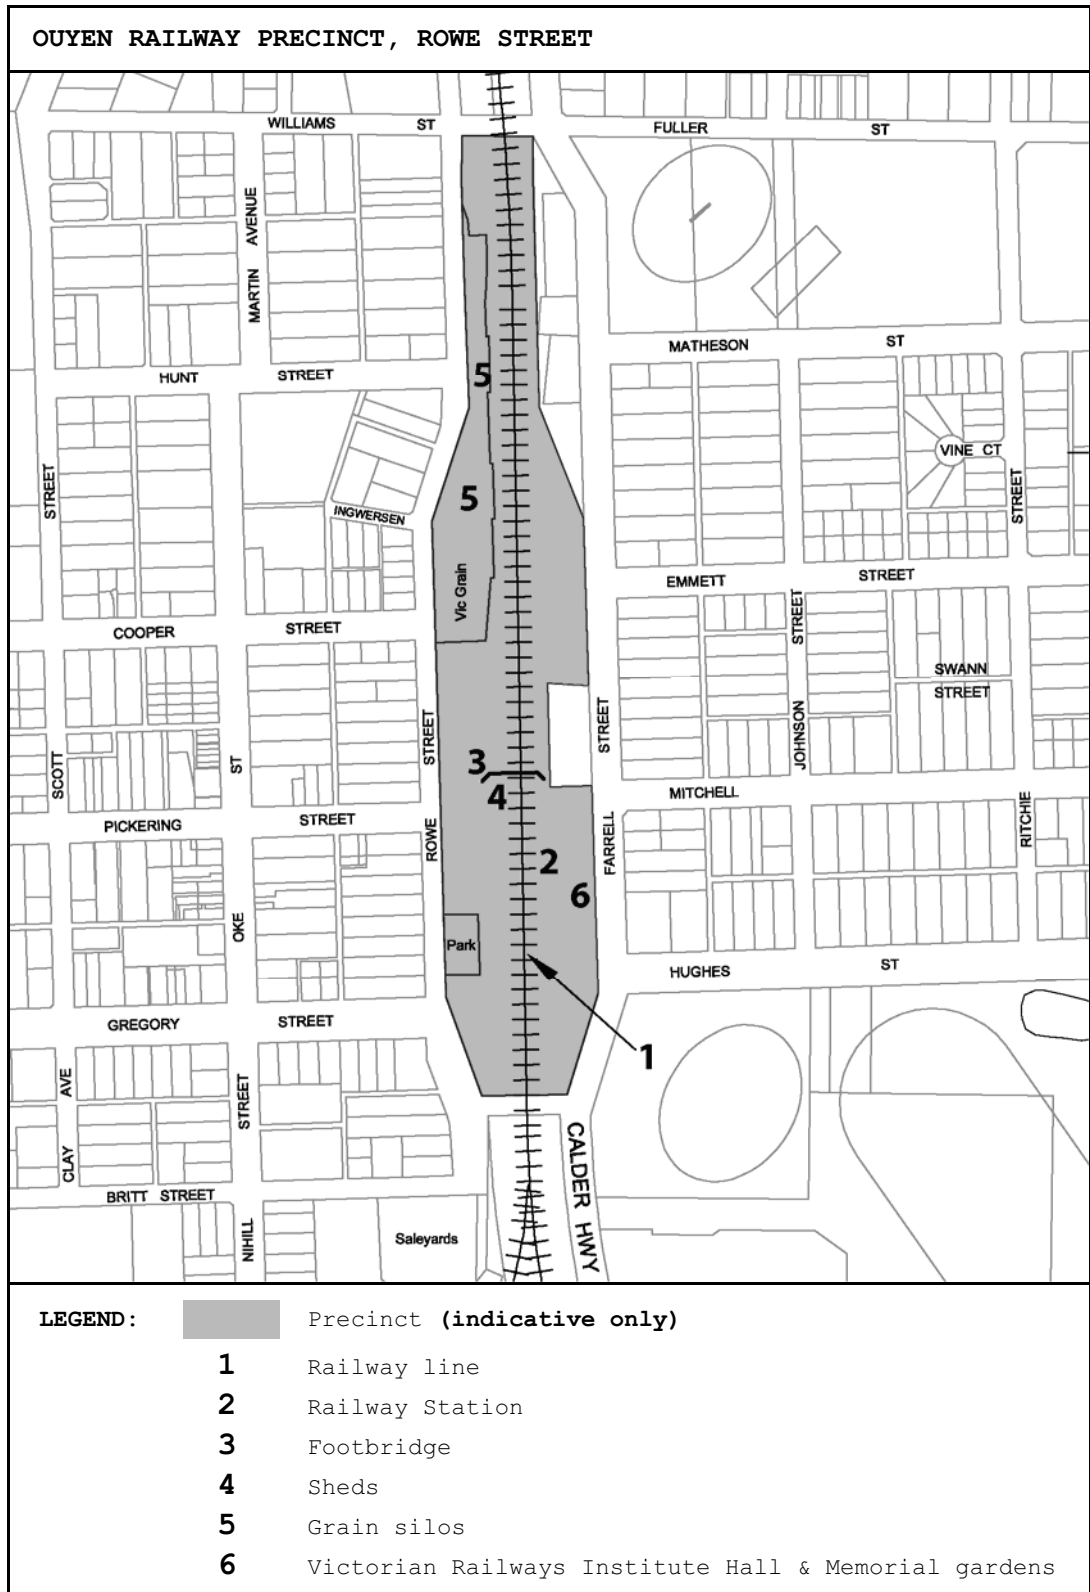 OUYEN RAILWAY PRECINCT, ROWE STREET
WILLIAMS ST
FULLER ST
MARTIN AVENUE
MATHESON ST
HUNT STREET
5
VINE CT
STREET
STREET
5
INGWERSEN
Vic Grain
EMMETT STREET
COOPER STREET
JOHNSON STREET
SWANN
STREET
SCOTT
ST
STREET
STREET
3
4
MITCHELL
PICKERING STREET
ROWE
FARRELL
RITCHIE
2
6
OKE
Park
HUGHES ST
GREGORY STREET
1
CLAY AVE
STREET
CALDER HWY
BRITT STREET
NIHILL
Saleyards
LEGEND:
Precinct (indicative only)
1 Railway line
2 Railway Station
3 Footbridge
4 Sheds
5 Grain silos
6 Victorian Railways Institute Hall & Memorial gardens